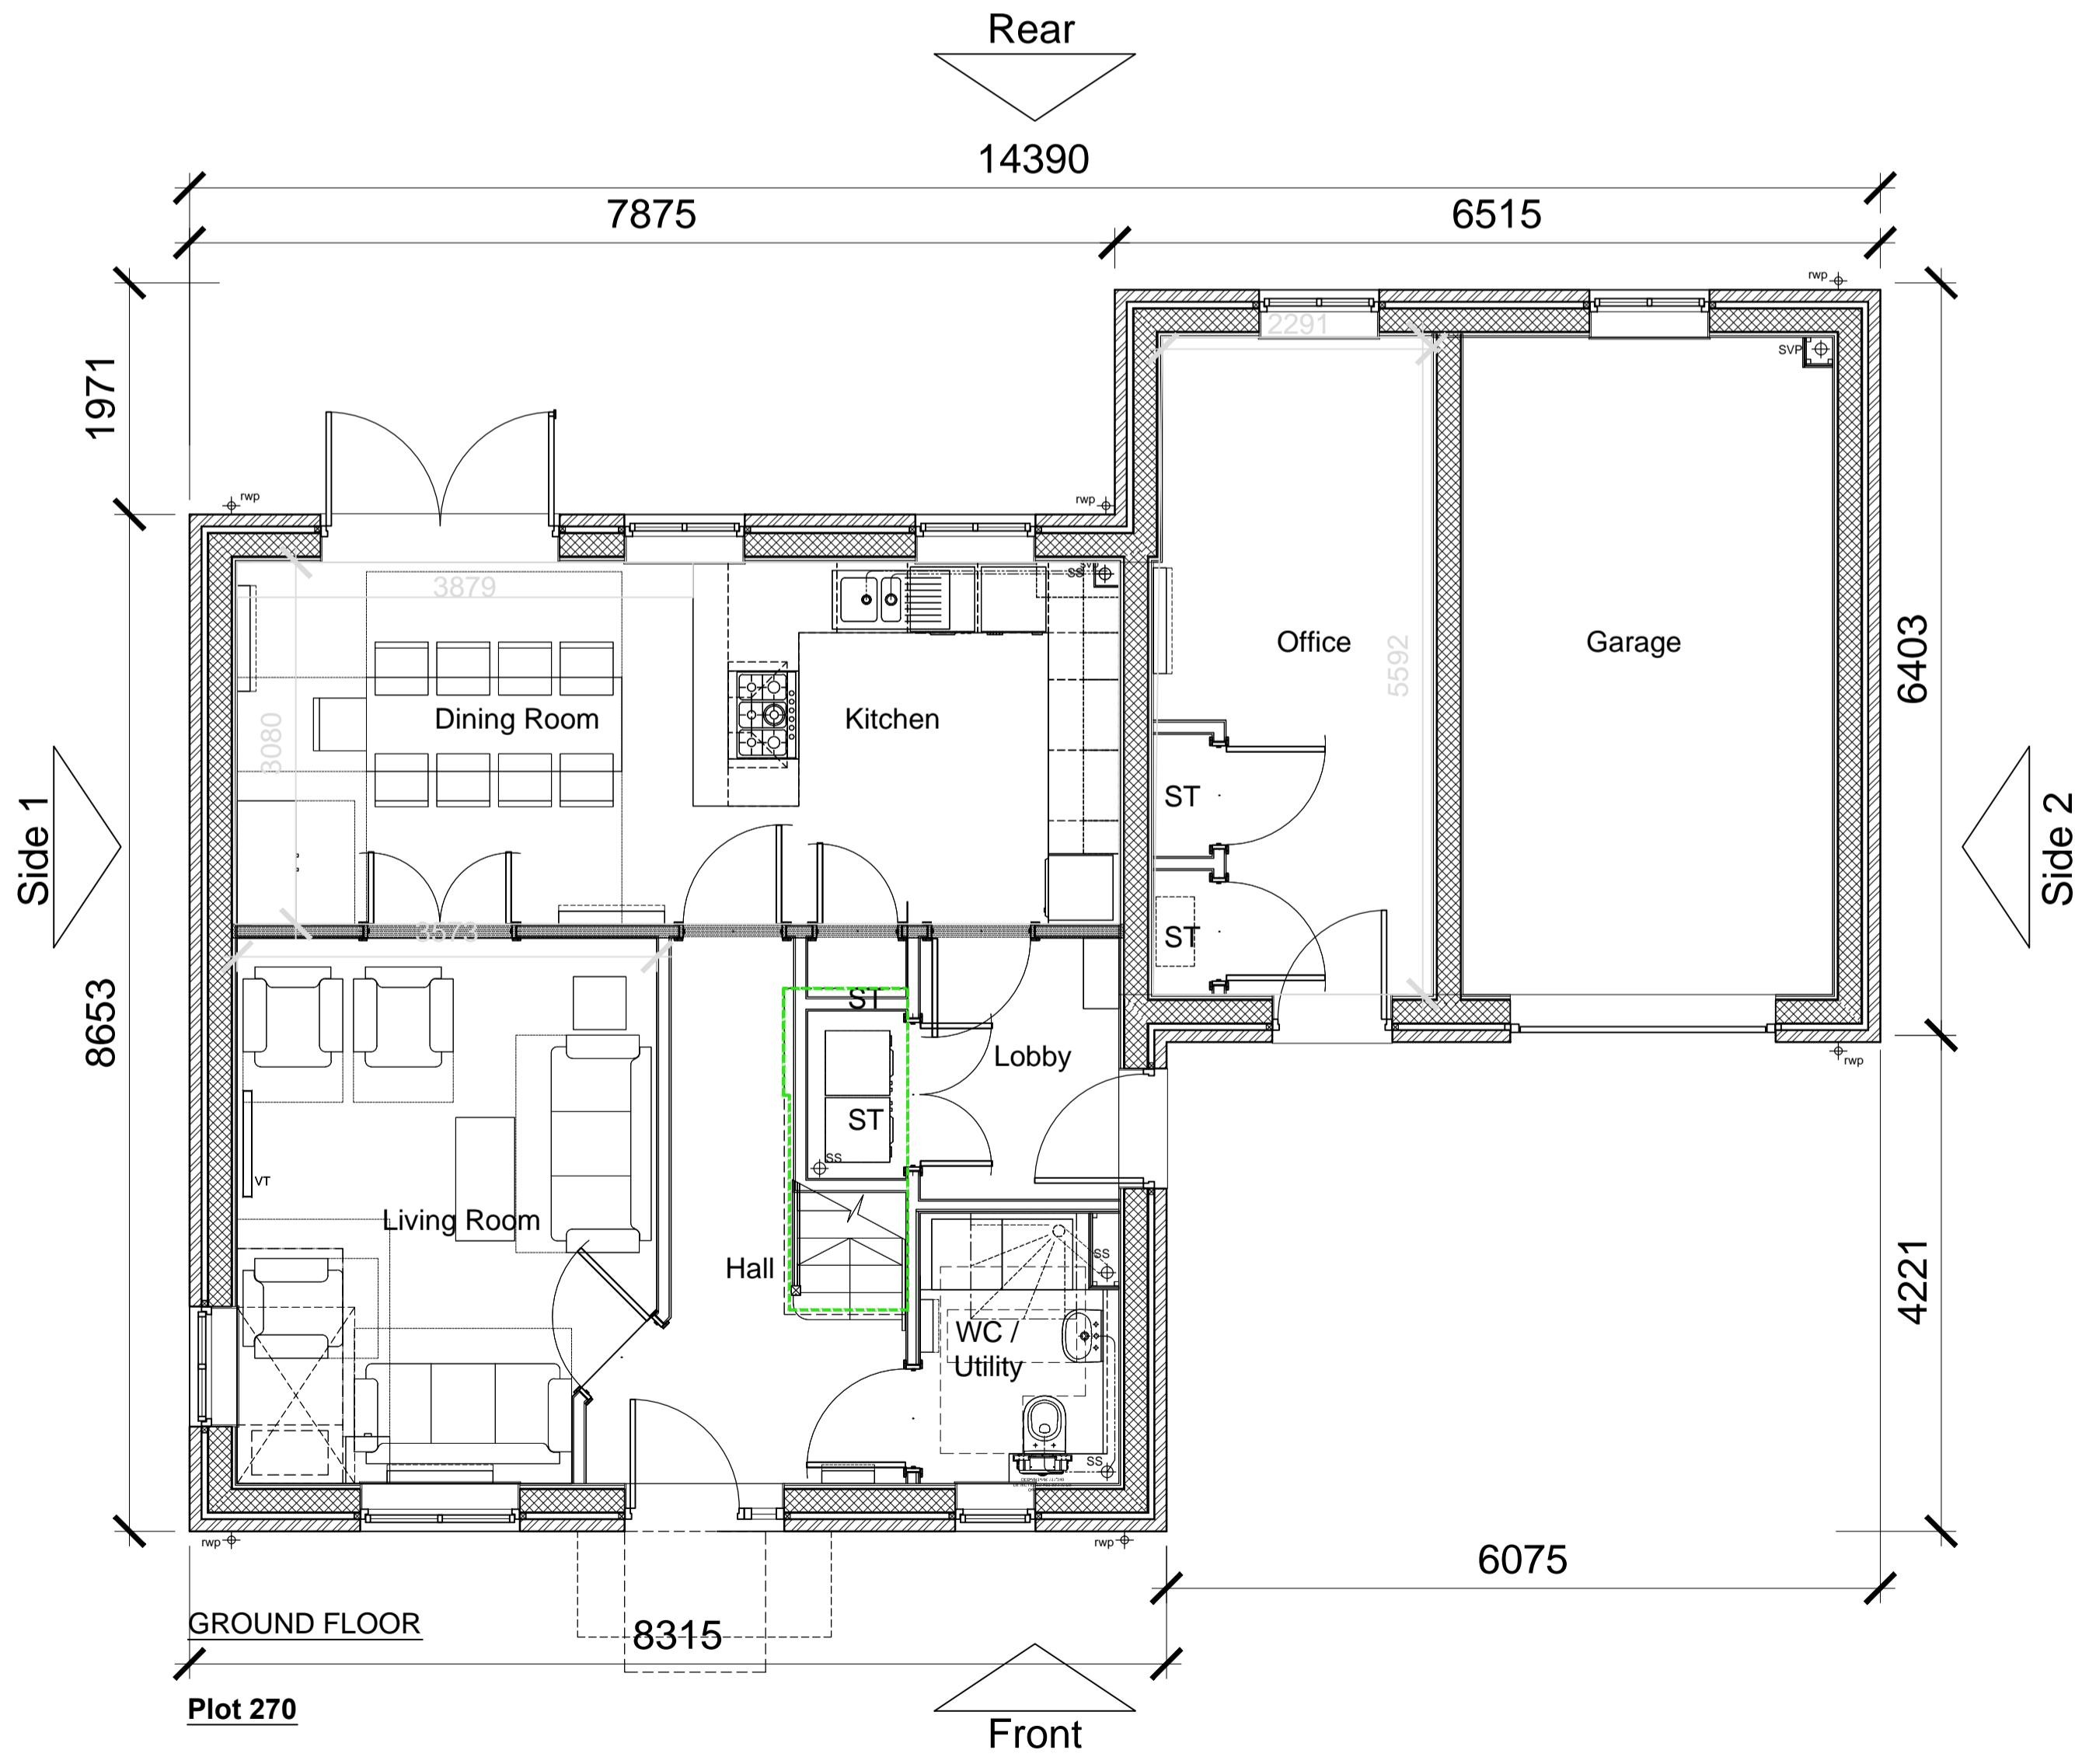 Rear
14390
7875
6515
rwp
2291
SVP
1971
rwp
rwp
3879
SS
Office
Garage
5592
6403
Dining Room
Kitchen
3080
Side 1
ST
Side 2
3573
ST
ST
8653
Lobby
rwp
ST
SS
VT
Living Room
Hall
SS
4221
WC /
Utility
SS
rwp
rwp
6075
GROUND FLOOR
8315
Plot 270
Front